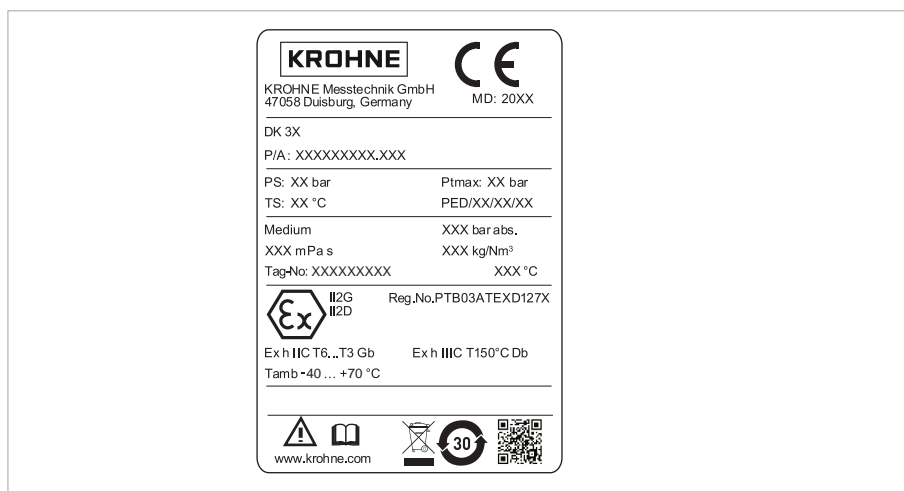 KROHNE
CE
KROHNE Messtechnik GmbH
47058 Duisburg, Germany
MD: 20XX
DK 3X
P/A: XXXXXXXXX.XXX
PS: XX bar Ptmax: XX bar
TS: XX °C PED/XX/XX/XX
Medium XXX bar abs.
XXX mPa s XXX kg/Nm³
Tag-No: XXXXXXXXX XXX °C
Ex
II2G Reg.No.PTB03ATEXD127X
II2D
Ex h IIC T6...T3 Gb Ex h IIIC T150°C Db
Tamb -40 ... +70 °C
30
www.krohne.com